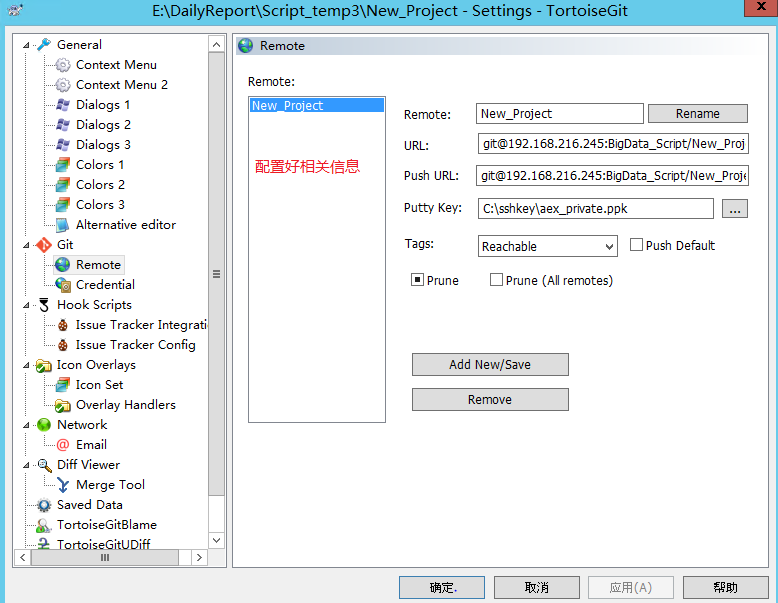 E:\DailyReport\Script_temp3\New_Project - Settings - TortoiseGit
General
Context Menu
Context Menu 2
Dialogs 1
Dialogs 2
Dialogs 3
Colors 1
Colors 2
Colors 3
Alternative editor
Git
Remote
Credential
Hook Scripts
Issue Tracker Integrati
Issue Tracker Config
Icon Overlays
Icon Set
Overlay Handlers
Network
Email
Diff Viewer
Merge Tool
Saved Data
TortoiseGitBlame
TortoiseGitUDiff
Remote
Remote:
New_Project
配置好相关信息
Remote: New_Project Rename
URL: git@192.168.216.245:BigData_Script/New_Proj
Push URL: git@192.168.216.245:BigData_Script/New_Proje
Putty Key: C:\sshkey\aex_private.ppk ...
Tags: Reachable Push Default
Prune Prune (All remotes)
Add New/Save
Remove
确定. 取消 应用(A) 帮助